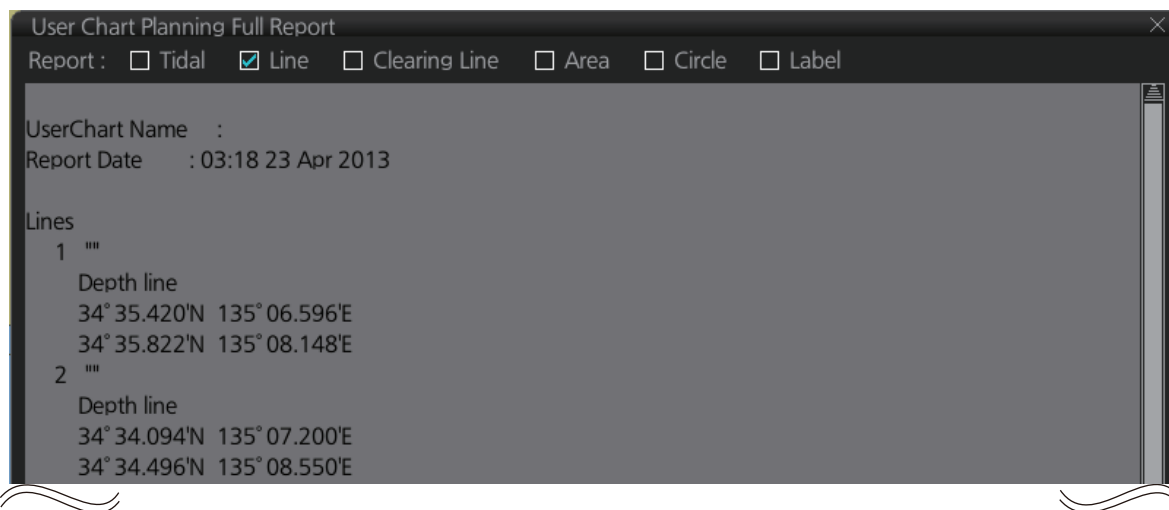 User Chart Planning Full Report
Report : Tidal Line Clearing Line Area Circle Label
UserChart Name :
Report Date : 03:18 23 Apr 2013
Lines
1 ""
Depth line
34°35.420'N 135°06.596'E
34°35.822'N 135°08.148'E
2 ""
Depth line
34°34.094'N 135°07.200'E
34°34.496'N 135°08.550'E